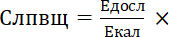 Слпвщ = Едосл / Екал ×